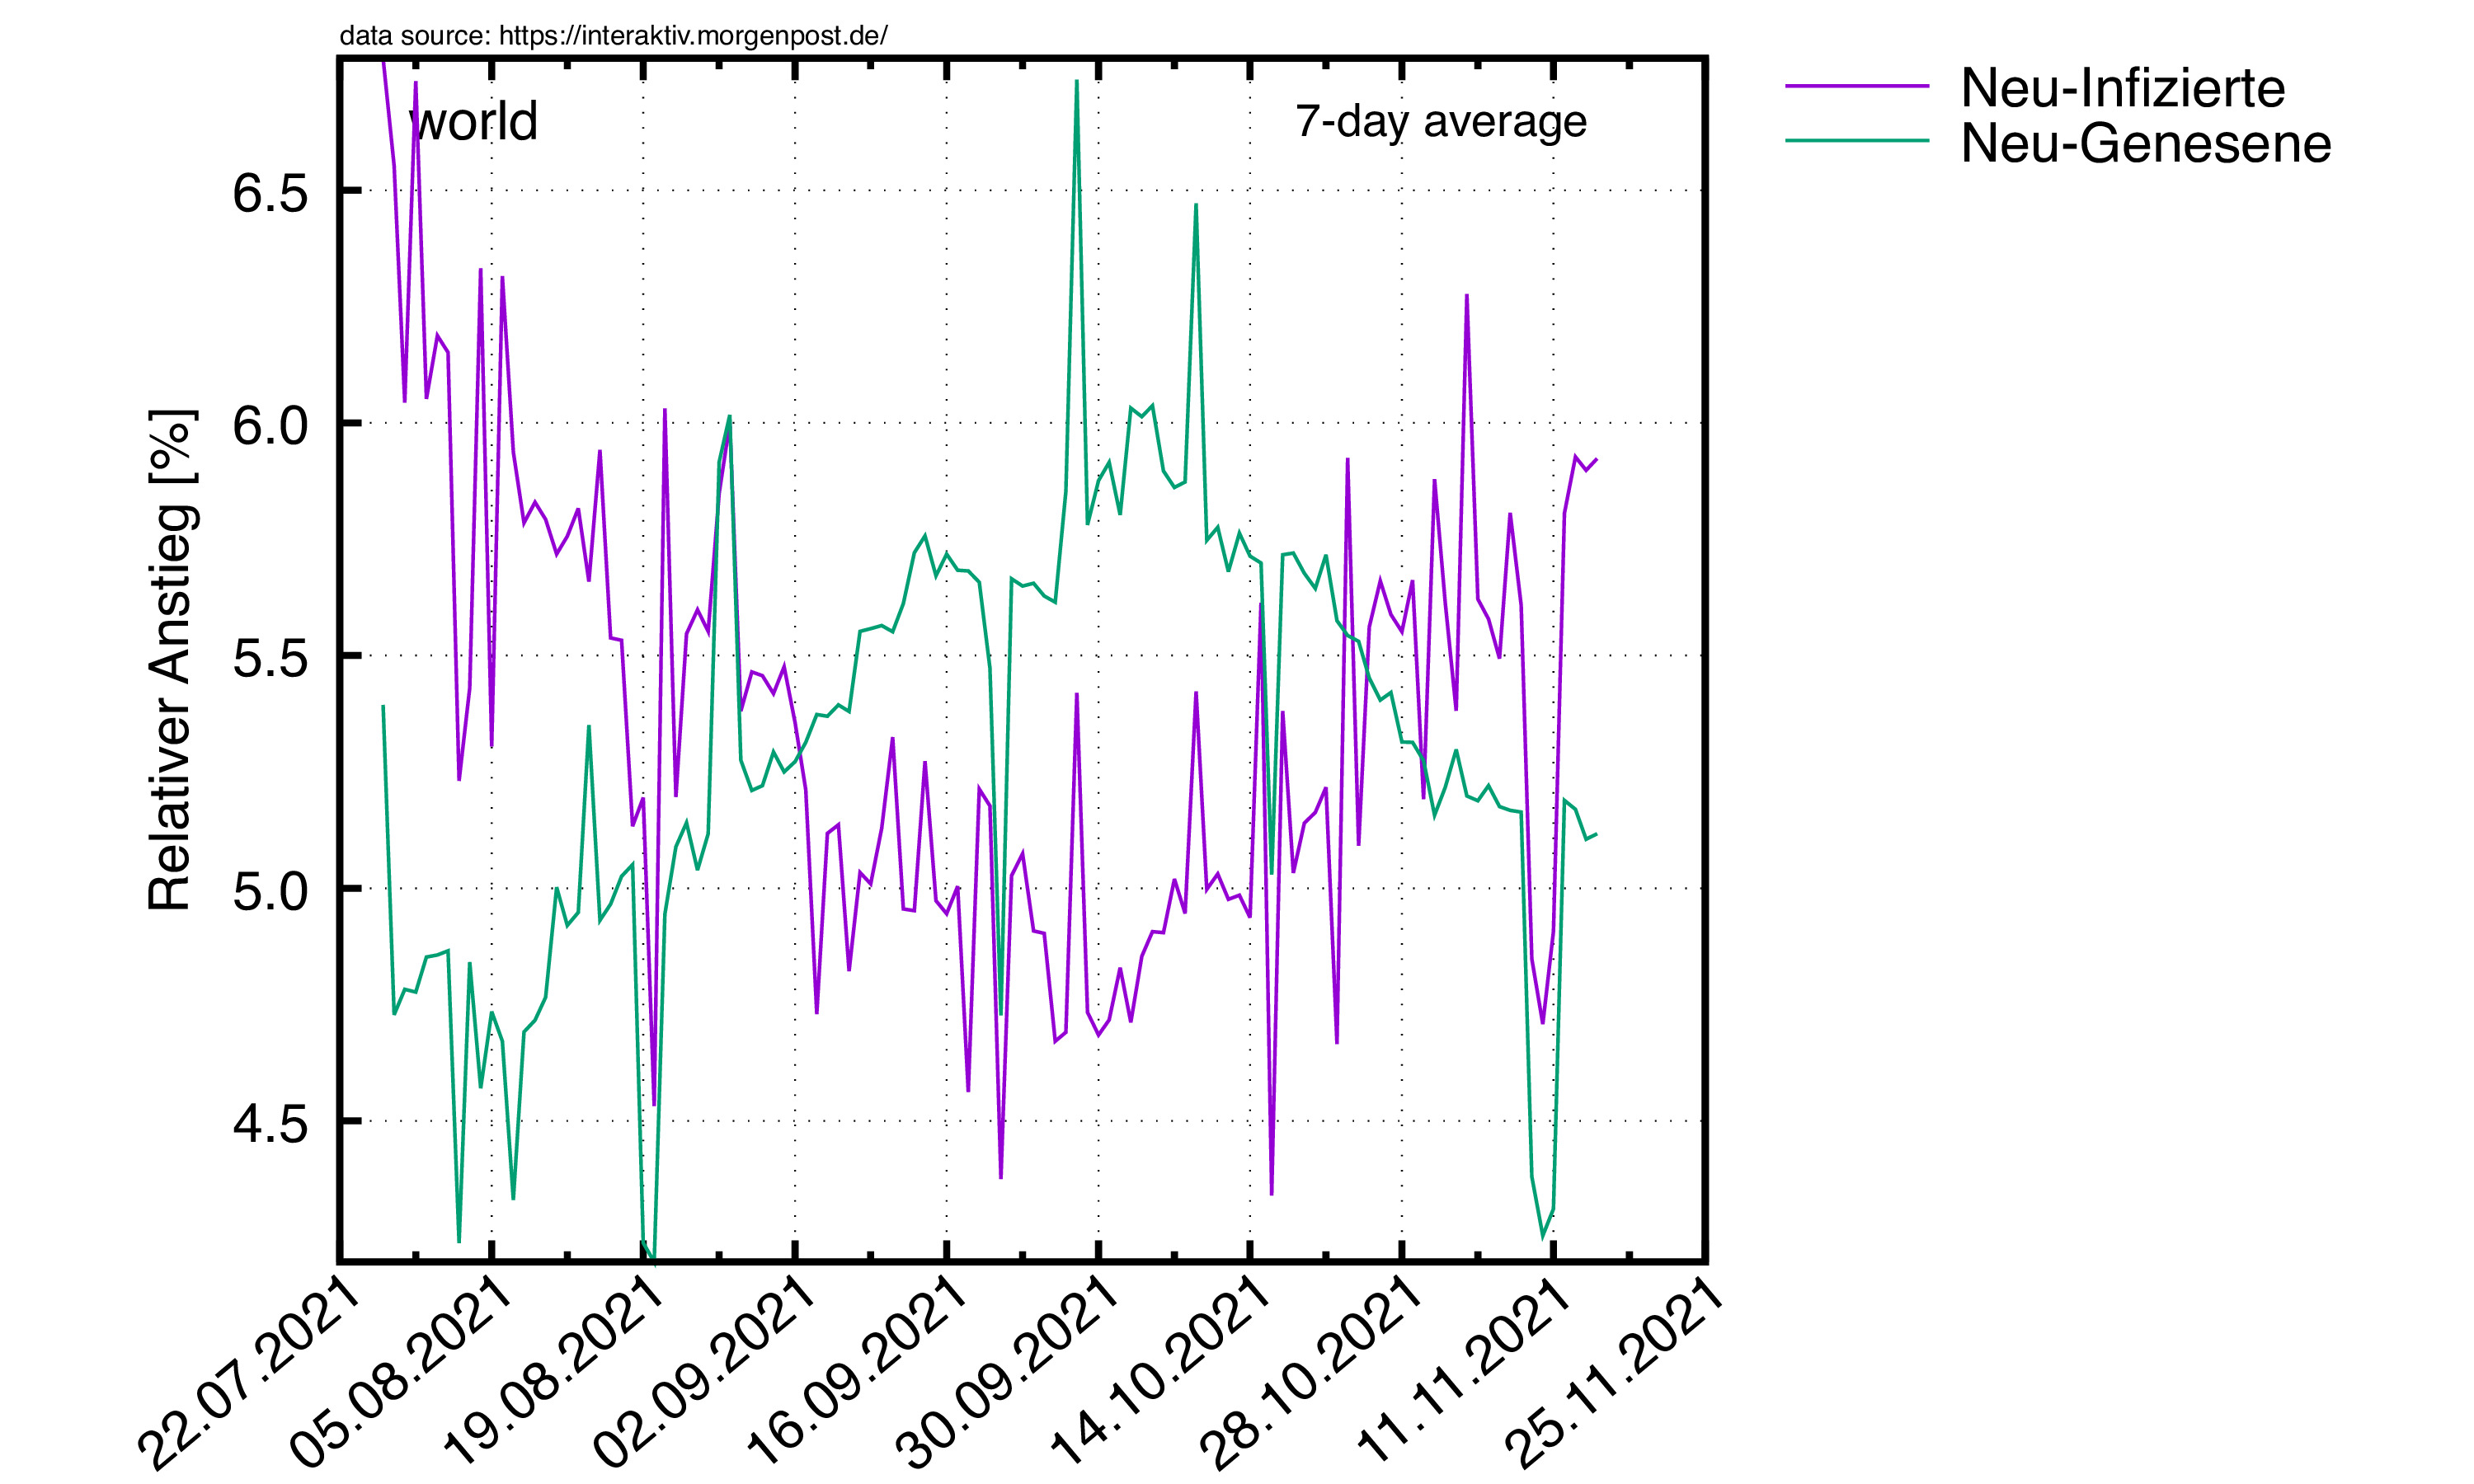 data source: https://interaktiv.morgenpost.de/
world
7-day average
Neu-Infizierte
Neu-Genesene
Relativer Anstieg [%]
6.5
6.0
5.5
5.0
4.5
22.07.2021
05.08.2021
19.08.2021
02.09.2021
16.09.2021
30.09.2021
14.10.2021
28.10.2021
11.11.2021
25.11.2021